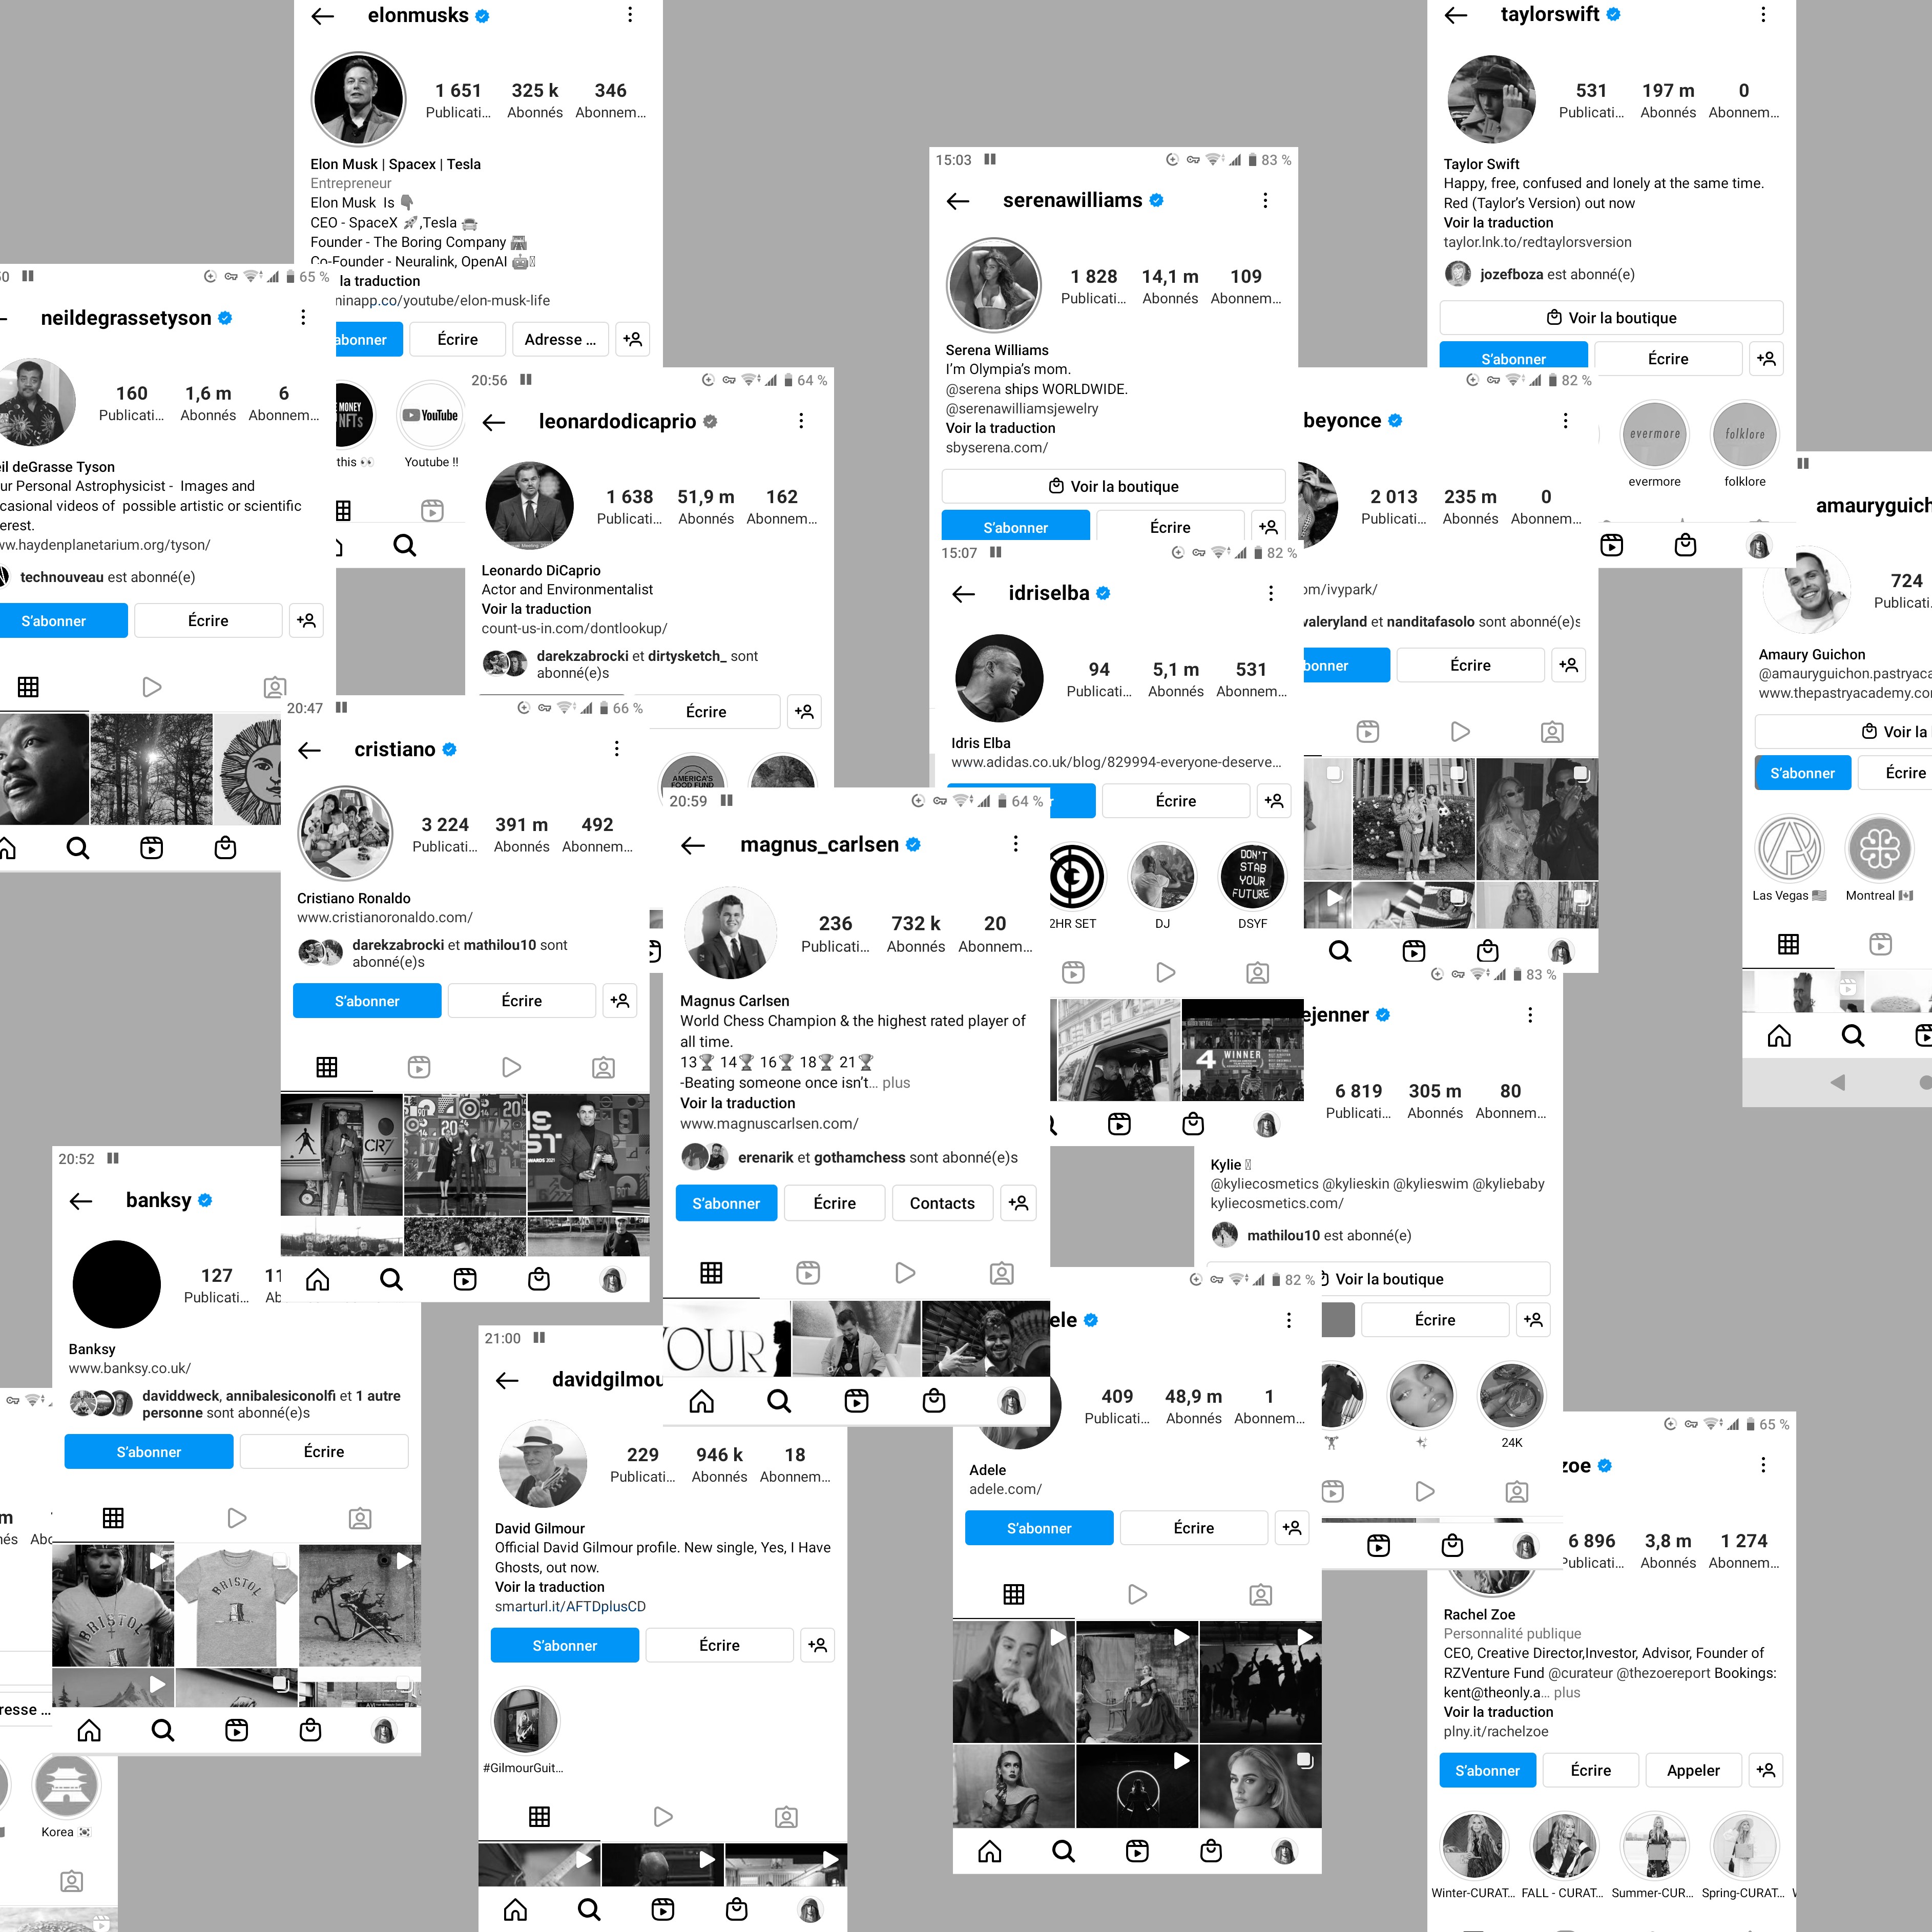 elonmusks
1 651
325 k
346
Publicati...
Abonnés
Abonnem...
Elon Musk | Spacex | Tesla
Entrepreneur
Elon Musk Is 👇
CEO - SpaceX 🚀,Tesla 🚘
Founder - The Boring Company 🛣
Co-Founder - Neuralink, OpenAI 🤖
la traduction
ninapp.co/youtube/elon-musk-life
abonner
Écrire
Adresse ...
E MONEY
NFTs
YouTube
this 👀
Youtube !!
taylorswift
531
197 m
0
Publicati...
Abonnés
Abonnem...
Taylor Swift
Happy, free, confused and lonely at the same time.
Red (Taylor's Version) out now
Voir la traduction
taylor.lnk.to/redtaylorsversion
jozefboza est abonné(e)
Voir la boutique
S'abonner
Écrire
evermore
folklore
evermore
folklore
15:03
83 %
serenawilliams
1 828
14,1 m
109
Publicati...
Abonnés
Abonnem...
Serena Williams
I'm Olympia's mom.
@serena ships WORLDWIDE.
@serenawilliamsjewelry
Voir la traduction
sbyserena.com/
Voir la boutique
S'abonner
Écrire
50
65 %
neildegrassetyson
160
1,6 m
6
Publicati...
Abonnés
Abonnem...
eil deGrasse Tyson
ur Personal Astrophysicist - Images and
casional videos of possible artistic or scientific
erest.
ww.haydenplanetarium.org/tyson/
technouveau est abonné(e)
S'abonner
Écrire
20:56
64 %
leonardodicaprio
1 638
51,9 m
162
Publicati...
Abonnés
Abonnem...
Leonardo DiCaprio
Actor and Environmentalist
Voir la traduction
count-us-in.com/dontlookup/
darekzabrocki et dirtysketch_ sont
abonné(e)s
Écrire
AMERICA'S
FOOD FUND
82 %
beyonce
2 013
235 m
0
Publicati...
Abonnés
Abonnem...
om/ivypark/
valeryland et nanditafasolo sont abonné(e)s
bonner
Écrire
amauryguich
724
Publicati...
Amaury Guichon
@amauryguichon.pastryaca
www.thepastryacademy.co
Voir la
S'abonner
Écrire
Las Vegas 🇺🇸
Montreal 🇨🇦
15:07
82 %
idriselba
94
5,1 m
531
Publicati...
Abonnés
Abonnem...
Idris Elba
www.adidas.co.uk/blog/829994-everyone-deserve...
r
Écrire
DON'T
STAB
YOUR
FUTURE
2HR SET
DJ
DSYF
4 WINNER
20:47
66 %
cristiano
3 224
391 m
492
Publicati...
Abonnés
Abonnem...
Cristiano Ronaldo
www.cristianoronaldo.com/
darekzabrocki et mathilou10 sont
abonné(e)s
S'abonner
Écrire
CR7
AWARDS 2021
20:59
64 %
magnus_carlsen
236
732 k
20
Publicati...
Abonnés
Abonnem...
Magnus Carlsen
World Chess Champion & the highest rated player of
all time.
13🏆 14🏆 16🏆 18🏆 21🏆
-Beating someone once isn't... plus
Voir la traduction
www.magnuscarlsen.com/
erenarik et gothamchess sont abonné(e)s
S'abonner
Écrire
Contacts
OUR
83 %
ejenner
6 819
305 m
80
Publicati...
Abonnés
Abonnem...
Kylie
@kyliecosmetics @kylieskin @kylieswim @kyliebaby
kyliecosmetics.com/
mathilou10 est abonné(e)
Voir la boutique
Écrire
24K
20:52
banksy
127
11
Publicati...
Ab
Banksy
www.banksy.co.uk/
daviddweck, annibalesiconolfi et 1 autre
personne sont abonné(e)s
S'abonner
Écrire
BRISTOL
BRISTOL
m
nés
Abo
resse ...
Korea 🇰🇷
21:00
davidgilmou
229
946 k
18
Publicati...
Abonnés
Abonnem...
David Gilmour
Official David Gilmour profile. New single, Yes, I Have
Ghosts, out now.
Voir la traduction
smarturl.it/AFTDplusCD
S'abonner
Écrire
#GilmourGuit...
82 %
ele
409
48,9 m
1
Publicati...
Abonnés
Abonnem...
Adele
adele.com/
S'abonner
Écrire
65 %
zoe
6 896
3,8 m
1 274
Publicati...
Abonnés
Abonnem...
Rachel Zoe
Personnalité publique
CEO, Creative Director,Investor, Advisor, Founder of
RZVenture Fund @curateur @thezoereport Bookings:
kent@theonly.a... plus
Voir la traduction
plny.it/rachelzoe
S'abonner
Écrire
Appeler
Winter-CURAT...
FALL - CURAT...
Summer-CUR...
Spring-CURAT...